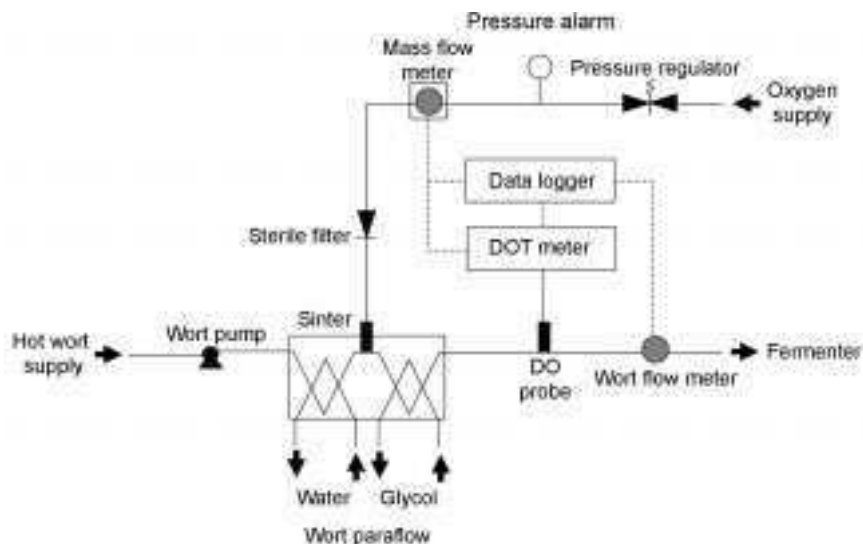 Pressure alarm
Mass flow
meter
Pressure regulator
S
Oxygen
supply
Data logger
Sterile filter
DOT meter
Sinter
Hot wort
supply
Wort pump
DO
probe
Wort flow meter
Fermenter
Water
Glycol
Wort paraflow